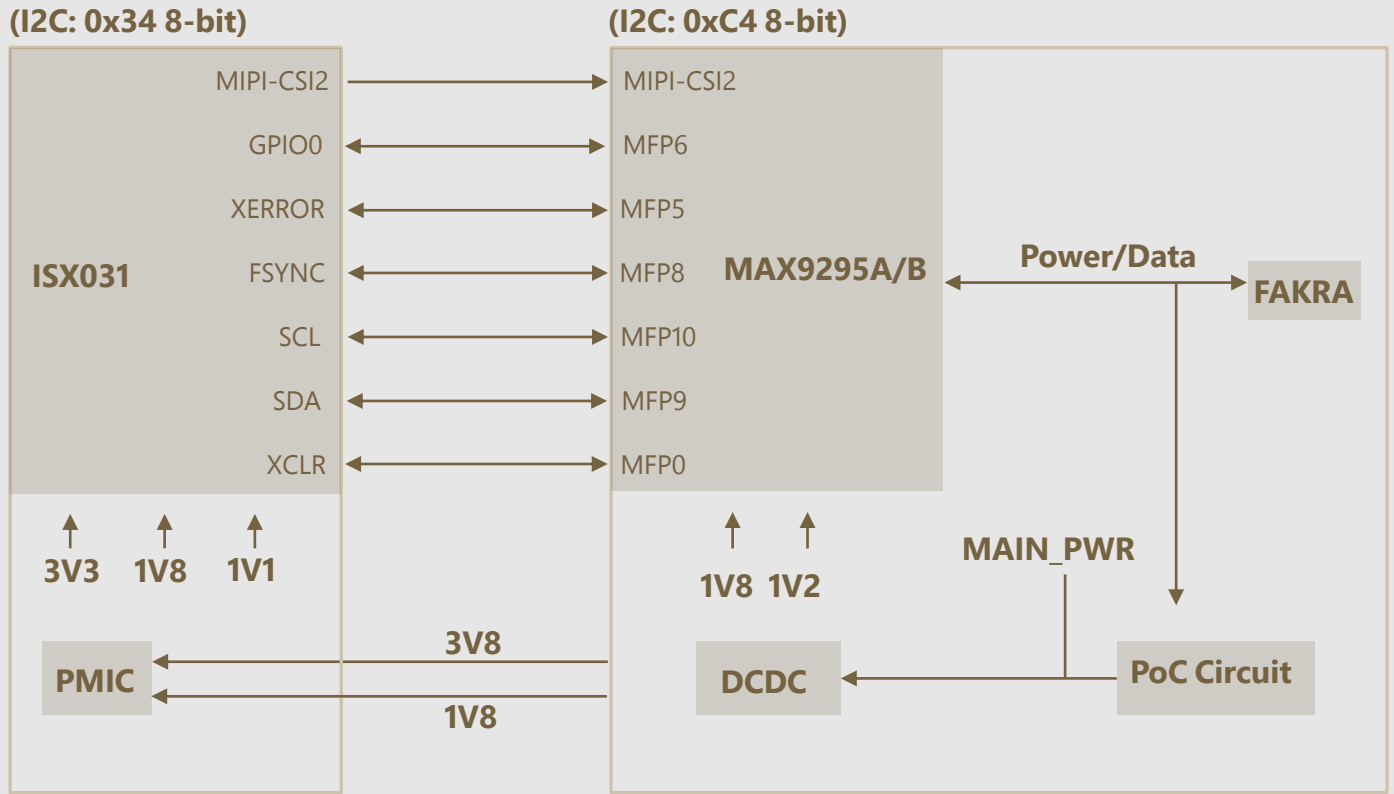 (I2C: 0x34 8-bit)
(I2C: 0xC4 8-bit)
MIPI-CSI2
MIPI-CSI2
GPIO0
MFP6
XERROR
MFP5
ISX031
FSYNC
MFP8
MAX9295A/B
Power/Data
FAKRA
SCL
MFP10
SDA
MFP9
XCLR
MFP0
3V3
1V8
1V1
1V8
1V2
MAIN_PWR
PMIC
3V8
1V8
DCDC
PoC Circuit